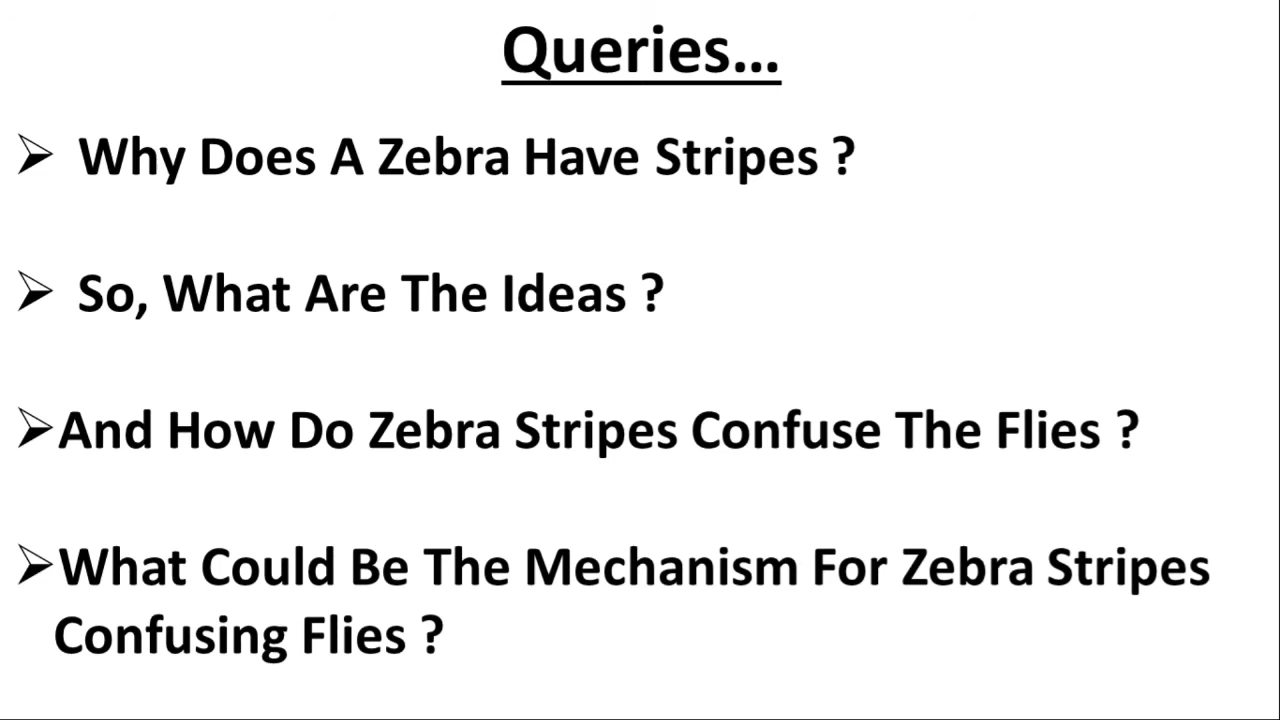 Queries...
➢ Why Does A Zebra Have Stripes ?
➢ So, What Are The Ideas ?
➢And How Do Zebra Stripes Confuse The Flies ?
➢What Could Be The Mechanism For Zebra Stripes
Confusing Flies ?